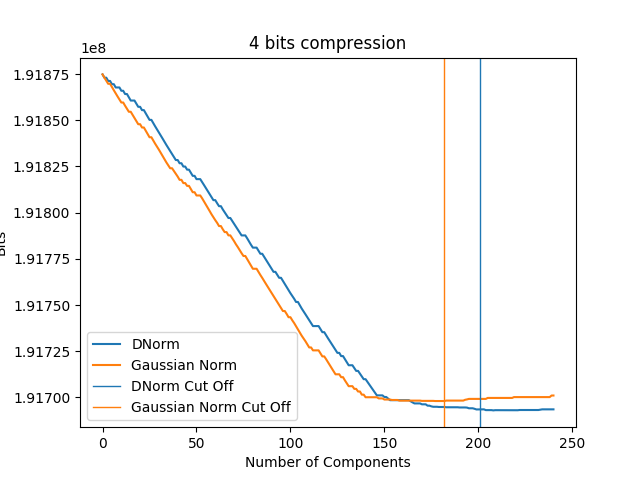 4 bits compression
1e8
1.91875
1.91850
1.91825
1.91800
1.91775
1.91750
1.91725
1.91700
Bits
DNorm
Gaussian Norm
DNorm Cut Off
Gaussian Norm Cut Off
0 50 100 150 200 250
Number of Components